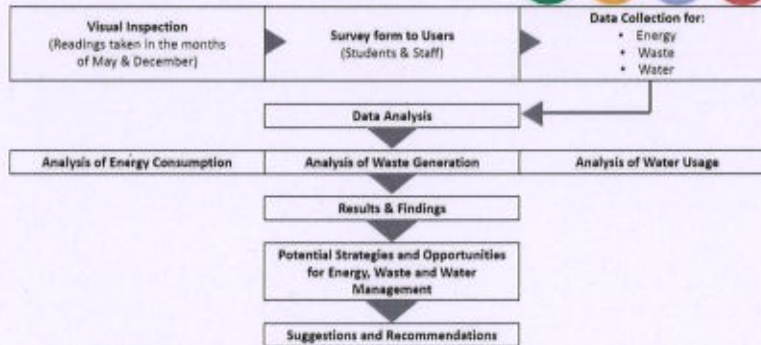 Visual Inspection
(Readings taken in the months
of May & December)
Survey form to Users
(Students & Staff)
Data Collection for:
• Energy
• Waste
• Water
Data Analysis
Analysis of Energy Consumption
Analysis of Waste Generation
Analysis of Water Usage
Results & Findings
Potential Strategies and Opportunities
for Energy, Waste and Water
Management
Suggestions and Recommendations